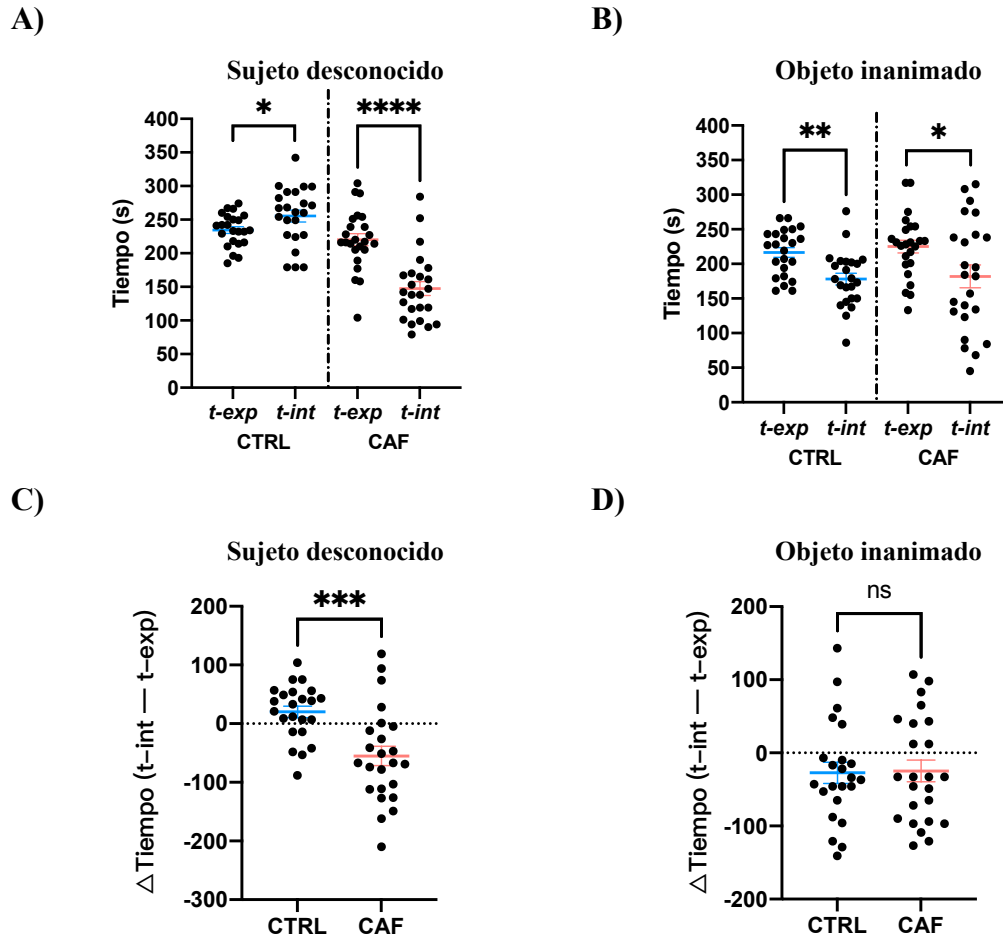 A)
Sujeto desconocido
*
****
Tiempo (s)
400
350
300
250
200
150
100
50
0
t-exp t-int t-exp t-int
CTRL CAF
B)
Objeto inanimado
**
*
Tiempo (s)
400
350
300
250
200
150
100
50
0
t-exp t-int t-exp t-int
CTRL CAF
C)
Sujeto desconocido
***
△Tiempo (t–int — t–exp)
200
100
0
-100
-200
-300
CTRL CAF
D)
Objeto inanimado
ns
△Tiempo (t–int — t–exp)
200
100
0
-100
-200
CTRL CAF